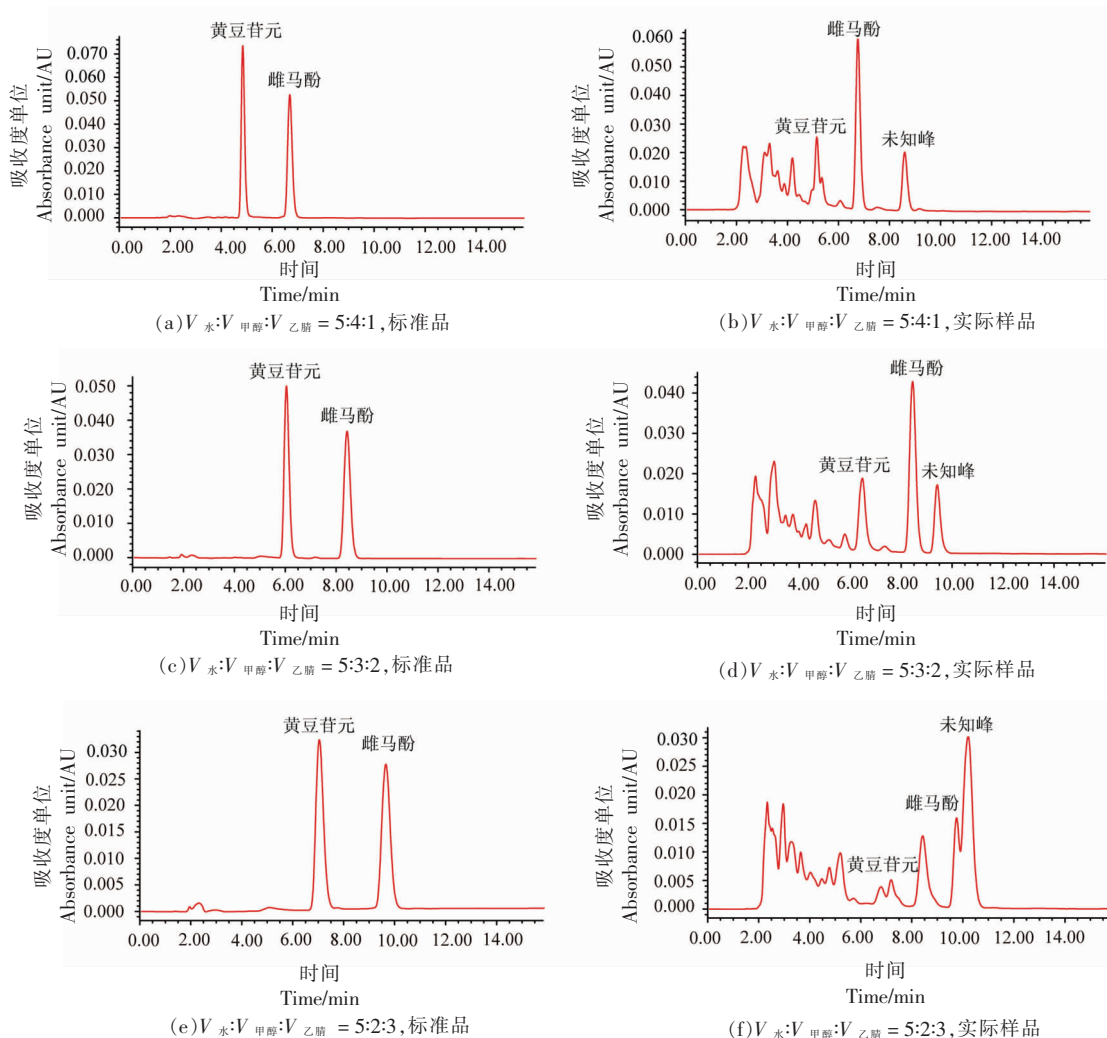 黄豆苷元
雌马酚
吸收度单位
Absorbance unit/AU
0.070
0.060
0.050
0.040
0.030
0.020
0.010
0.000
0.00 2.00 4.00 6.00 8.00 10.00 12.00 14.00
时间
Time/min
(a)V 水:V 甲醇:V 乙腈 = 5:4:1,标准品
雌马酚
黄豆苷元
未知峰
吸收度单位
Absorbance unit/AU
0.060
0.050
0.040
0.030
0.020
0.010
0.000
0.00 2.00 4.00 6.00 8.00 10.00 12.00 14.00
时间
Time/min
(b)V 水:V 甲醇:V 乙腈 = 5:4:1,实际样品
黄豆苷元
雌马酚
吸收度单位
Absorbance unit/AU
0.050
0.040
0.030
0.020
0.010
0.000
0.00 2.00 4.00 6.00 8.00 10.00 12.00 14.00
时间
Time/min
(c)V 水:V 甲醇:V 乙腈 = 5:3:2,标准品
雌马酚
黄豆苷元
未知峰
吸收度单位
Absorbance unit/AU
0.040
0.030
0.020
0.010
0.000
0.00 2.00 4.00 6.00 8.00 10.00 12.00 14.00
时间
Time/min
(d)V 水:V 甲醇:V 乙腈 = 5:3:2,实际样品
黄豆苷元
雌马酚
吸收度单位
Absorbance unit/AU
0.030
0.025
0.020
0.015
0.010
0.005
0.000
0.00 2.00 4.00 6.00 8.00 10.00 12.00 14.00
时间
Time/min
(e)V 水:V 甲醇:V 乙腈 = 5:2:3,标准品
未知峰
雌马酚
黄豆苷元
吸收度单位
Absorbance unit/AU
0.030
0.025
0.020
0.015
0.010
0.005
0.000
0.00 2.00 4.00 6.00 8.00 10.00 12.00 14.00
时间
Time/min
(f)V 水:V 甲醇:V 乙腈 = 5:2:3,实际样品